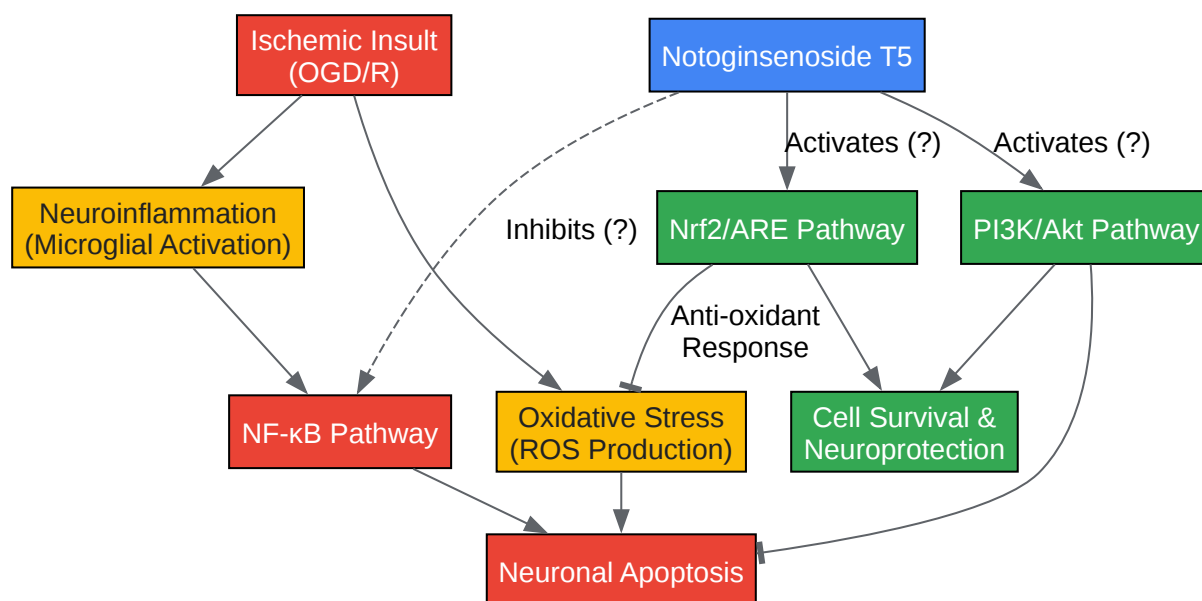 Ischemic Insult
(OGD/R)
Notoginsenoside T5
Activates (?)
Activates (?)
Neuroinflammation
(Microglial Activation)
Inhibits (?)
Nrf2/ARE Pathway
PI3K/Akt Pathway
Anti-oxidant
Response
NF-κB Pathway
Oxidative Stress
(ROS Production)
Cell Survival &
Neuroprotection
Neuronal Apoptosis